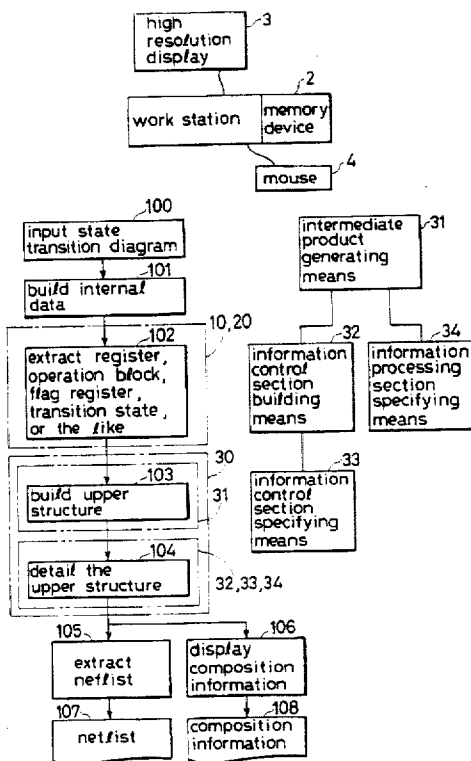 3
high
resolution
display
2
work station
memory
device
4
mouse
100
input state
transition diagram
101
build internal
data
102
10,20
extract register,
operation block,
flag register,
transition state,
or the like
30
103
build upper
structure
31
104
detail the
upper structure
32,33,34
105
extract
netlist
106
display
composition
information
107
netlist
108
composition
information
31
intermediate
product
generating
means
32
information
control
section
building
means
34
information
processing
section
specifying
means
33
information
control
section
specifying
means